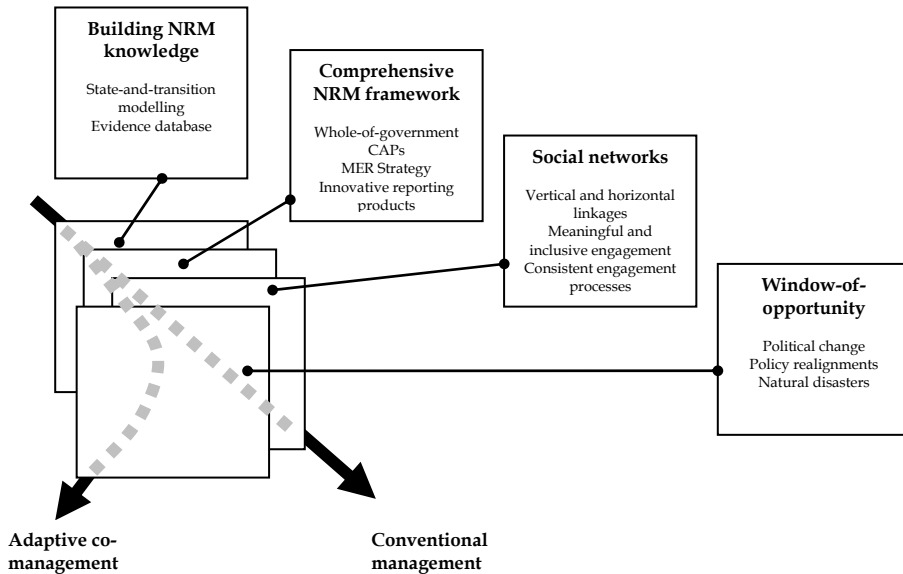 Building NRM
knowledge
State-and-transition
modelling
Evidence database
Comprehensive
NRM framework
Whole-of-government
CAPs
MER Strategy
Innovative reporting
products
Social networks
Vertical and horizontal
linkages
Meaningful and
inclusive engagement
Consistent engagement
processes
Window-of-
opportunity
Political change
Policy realignments
Natural disasters
Adaptive co-
management
Conventional
management